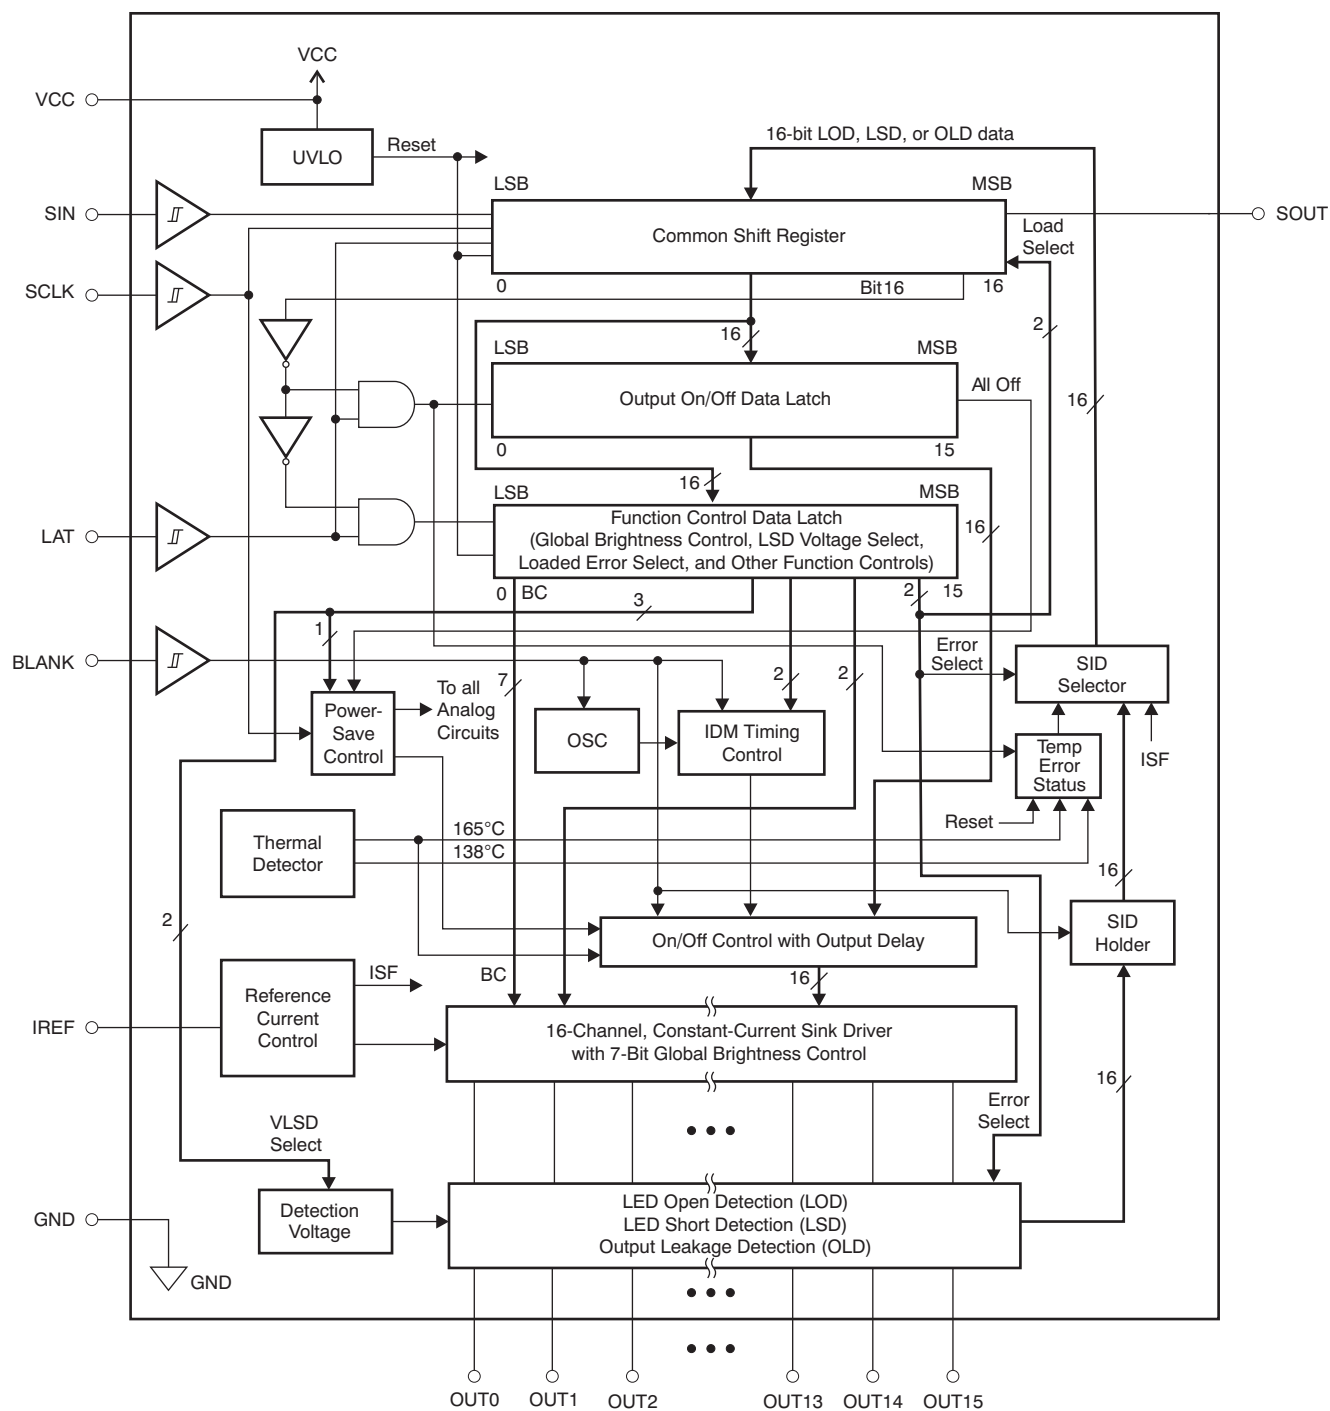 VCC
VCC
UVLO
Reset
16-bit LOD, LSD, or OLD data
LSB
MSB
SIN
SOUT
Common Shift Register
Load
Select
SCLK
0
Bit16
16
2
16
LSB
MSB
All Off
Output On/Off Data Latch
16
0
15
16
LSB
MSB
LAT
Function Control Data Latch
(Global Brightness Control, LSD Voltage Select,
Loaded Error Select, and Other Function Controls)
16
0
BC
2
15
3
1
BLANK
Error
Select
SID
Selector
7
2
2
To all
Analog
Circuits
Power-
Save
Control
OSC
IDM Timing
Control
Temp
Error
Status
ISF
Reset
Thermal
Detector
165°C
138°C
16
2
On/Off Control with Output Delay
SID
Holder
ISF
BC
16
IREF
Reference
Current
Control
16-Channel, Constant-Current Sink Driver
with 7-Bit Global Brightness Control
16
Error
Select
VLSD
Select
GND
Detection
Voltage
LED Open Detection (LOD)
LED Short Detection (LSD)
Output Leakage Detection (OLD)
GND
OUT0
OUT1
OUT2
OUT13
OUT14
OUT15